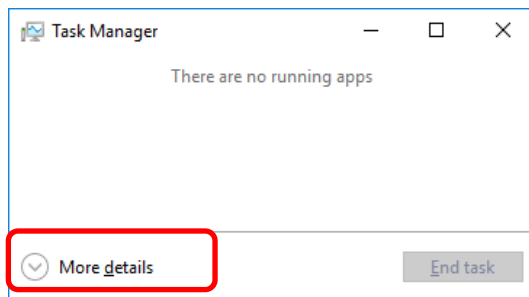 Task Manager
There are no running apps
More details
End task